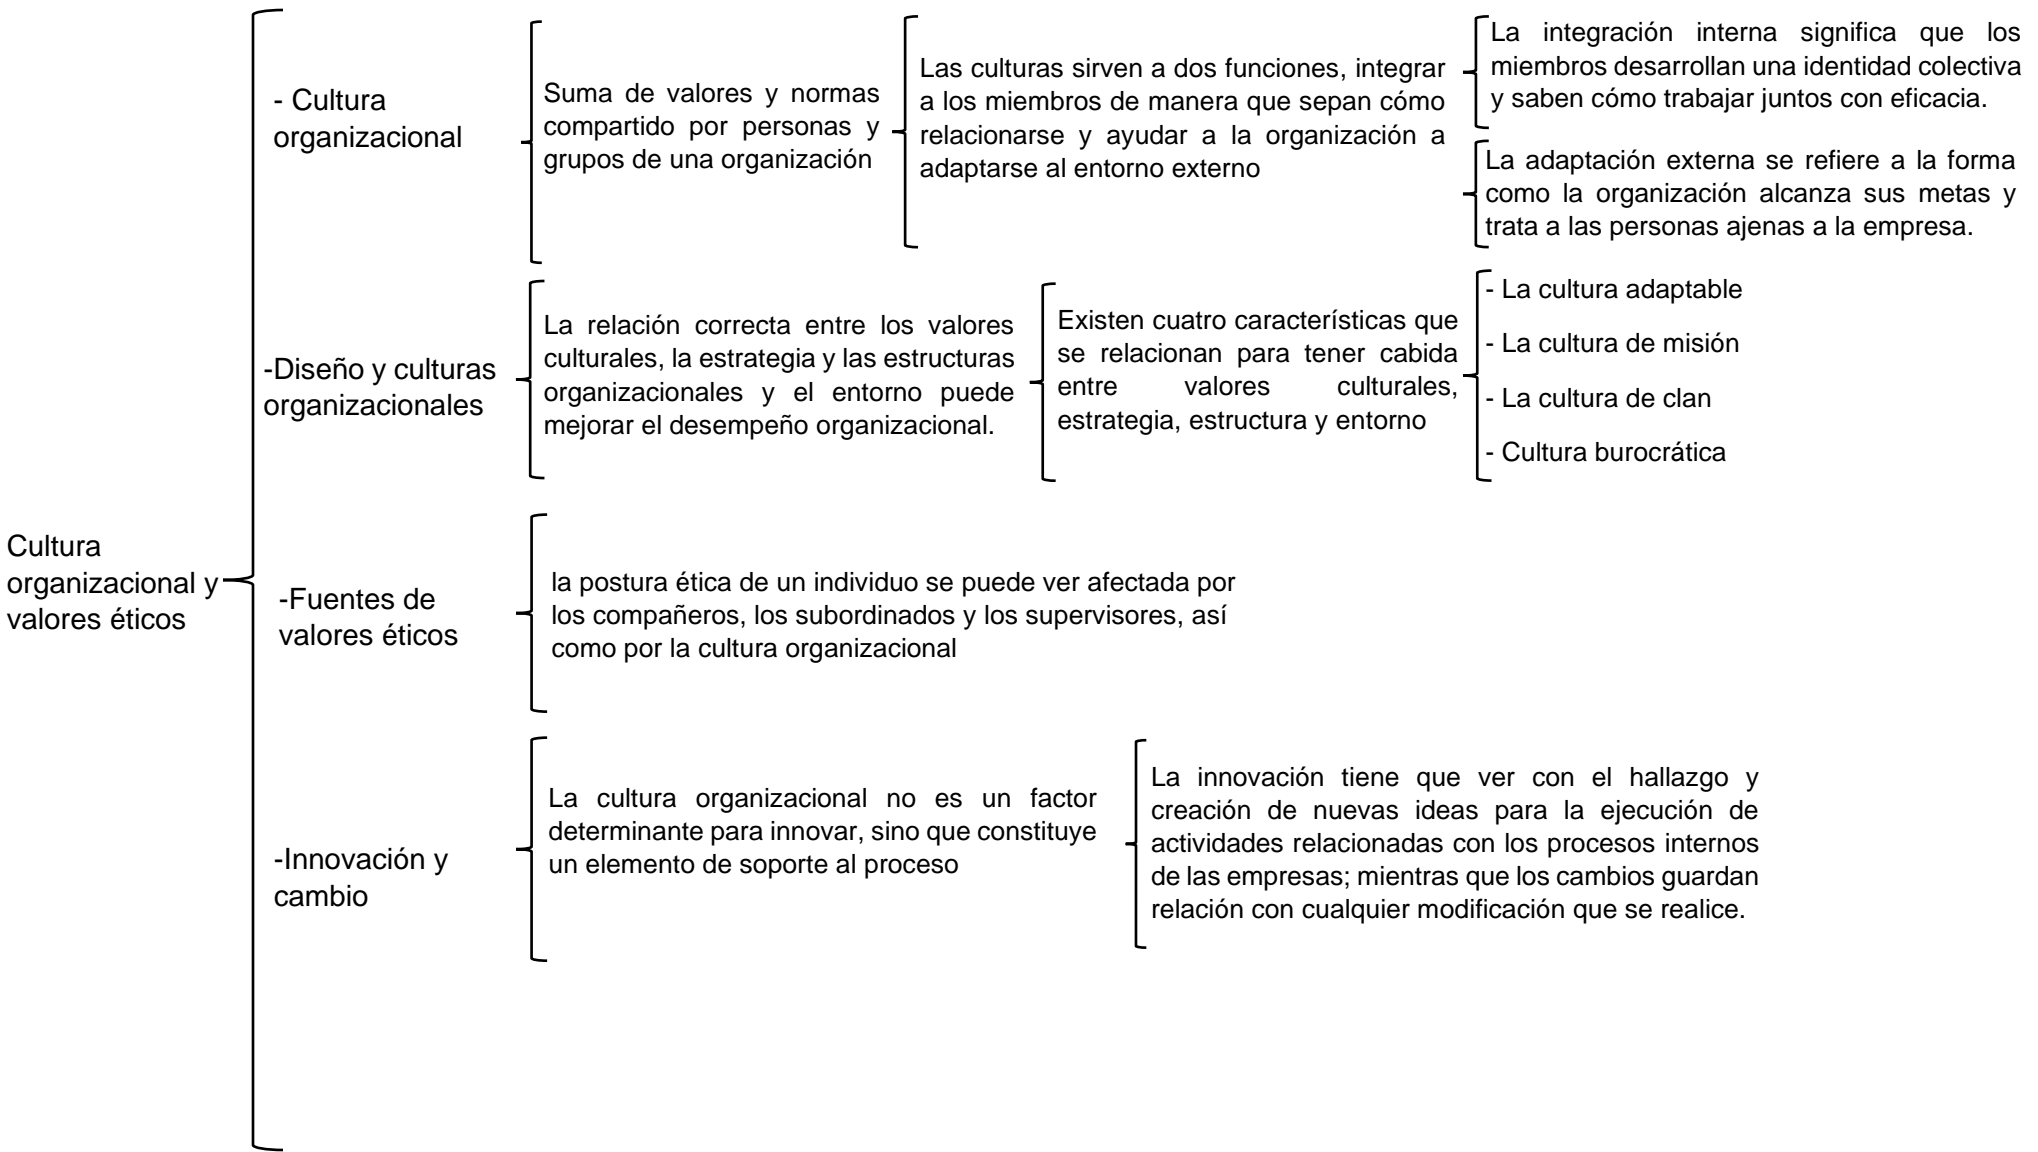 Cultura
organizacional y
valores éticos
- Cultura
organizacional
Suma de valores y normas
compartido por personas y
grupos de una organización
Las culturas sirven a dos funciones, integrar
a los miembros de manera que sepan cómo
relacionarse y ayudar a la organización a
adaptarse al entorno externo
La integración interna significa que los
miembros desarrollan una identidad colectiva
y saben cómo trabajar juntos con eficacia.
La adaptación externa se refiere a la forma
como la organización alcanza sus metas y
trata a las personas ajenas a la empresa.
-Diseño y culturas
organizacionales
La relación correcta entre los valores
culturales, la estrategia y las estructuras
organizacionales y el entorno puede
mejorar el desempeño organizacional.
Existen cuatro características que
se relacionan para tener cabida
entre valores culturales,
estrategia, estructura y entorno
- La cultura adaptable
- La cultura de misión
- La cultura de clan
- Cultura burocrática
-Fuentes de
valores éticos
la postura ética de un individuo se puede ver afectada por
los compañeros, los subordinados y los supervisores, así
como por la cultura organizacional
-Innovación y
cambio
La cultura organizacional no es un factor
determinante para innovar, sino que constituye
un elemento de soporte al proceso
La innovación tiene que ver con el hallazgo y
creación de nuevas ideas para la ejecución de
actividades relacionadas con los procesos internos
de las empresas; mientras que los cambios guardan
relación con cualquier modificación que se realice.